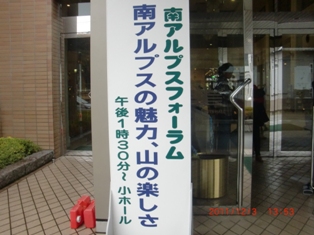 南アルプスフォーラム
南アルプスの魅力、山の楽しさ
午後1時30分～小ホール